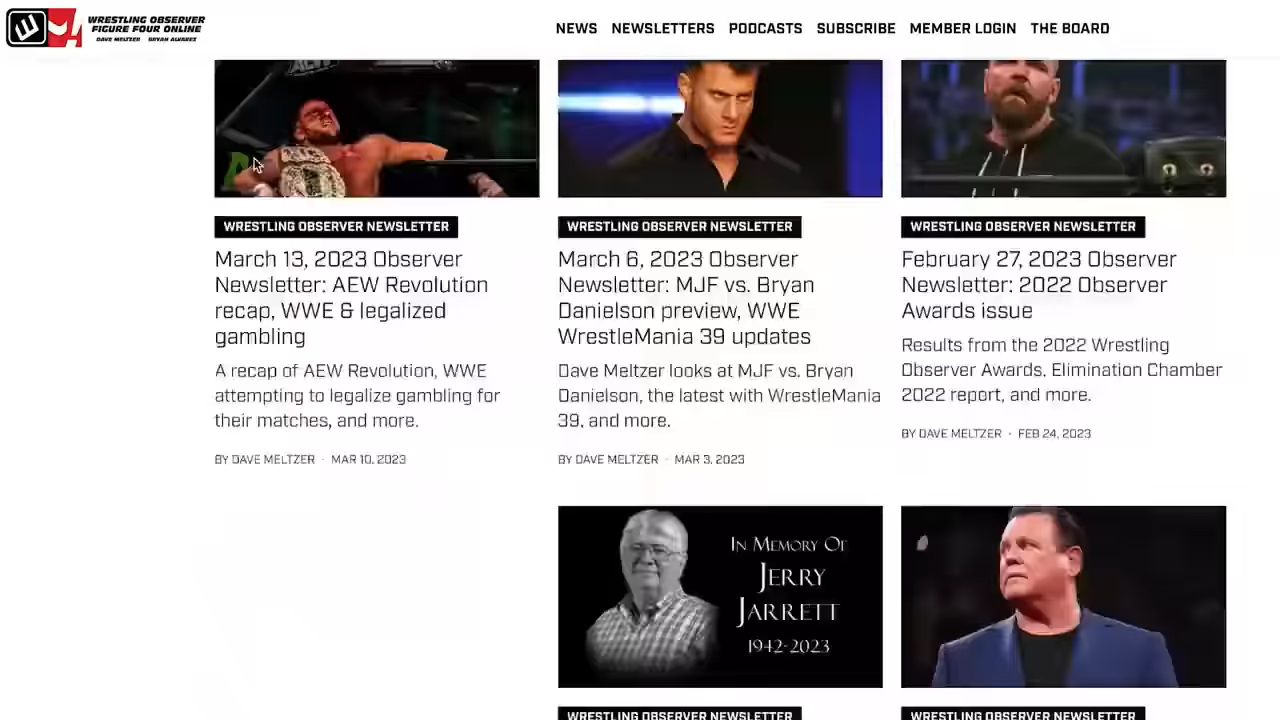 WRESTLING OBSERVER
FIGURE FOUR ONLINE
DAVE MELTZER BRYAN ALVAREZ
NEWS NEWSLETTERS PODCASTS SUBSCRIBE MEMBER LOGIN THE BOARD
AEW
WRESTLING OBSERVER NEWSLETTER
March 13, 2023 Observer
Newsletter: AEW Revolution
recap, WWE & legalized
gambling
A recap of AEW Revolution, WWE
attempting to legalize gambling for
their matches, and more.
BY DAVE MELTZER · MAR 10, 2023
WRESTLING OBSERVER NEWSLETTER
March 6, 2023 Observer
Newsletter: MJF vs. Bryan
Danielson preview, WWE
WrestleMania 39 updates
Dave Meltzer looks at MJF vs. Bryan
Danielson, the latest with WrestleMania
39, and more.
BY DAVE MELTZER · MAR 3, 2023
WRESTLING OBSERVER NEWSLETTER
February 27, 2023 Observer
Newsletter: 2022 Observer
Awards issue
Results from the 2022 Wrestling
Observer Awards, Elimination Chamber
2022 report, and more.
BY DAVE MELTZER · FEB 24, 2023
IN MEMORY OF
JERRY
JARRETT
1942-2023
WRESTLING OBSERVER NEWSLETTER
WRESTLING OBSERVER NEWSLETTER